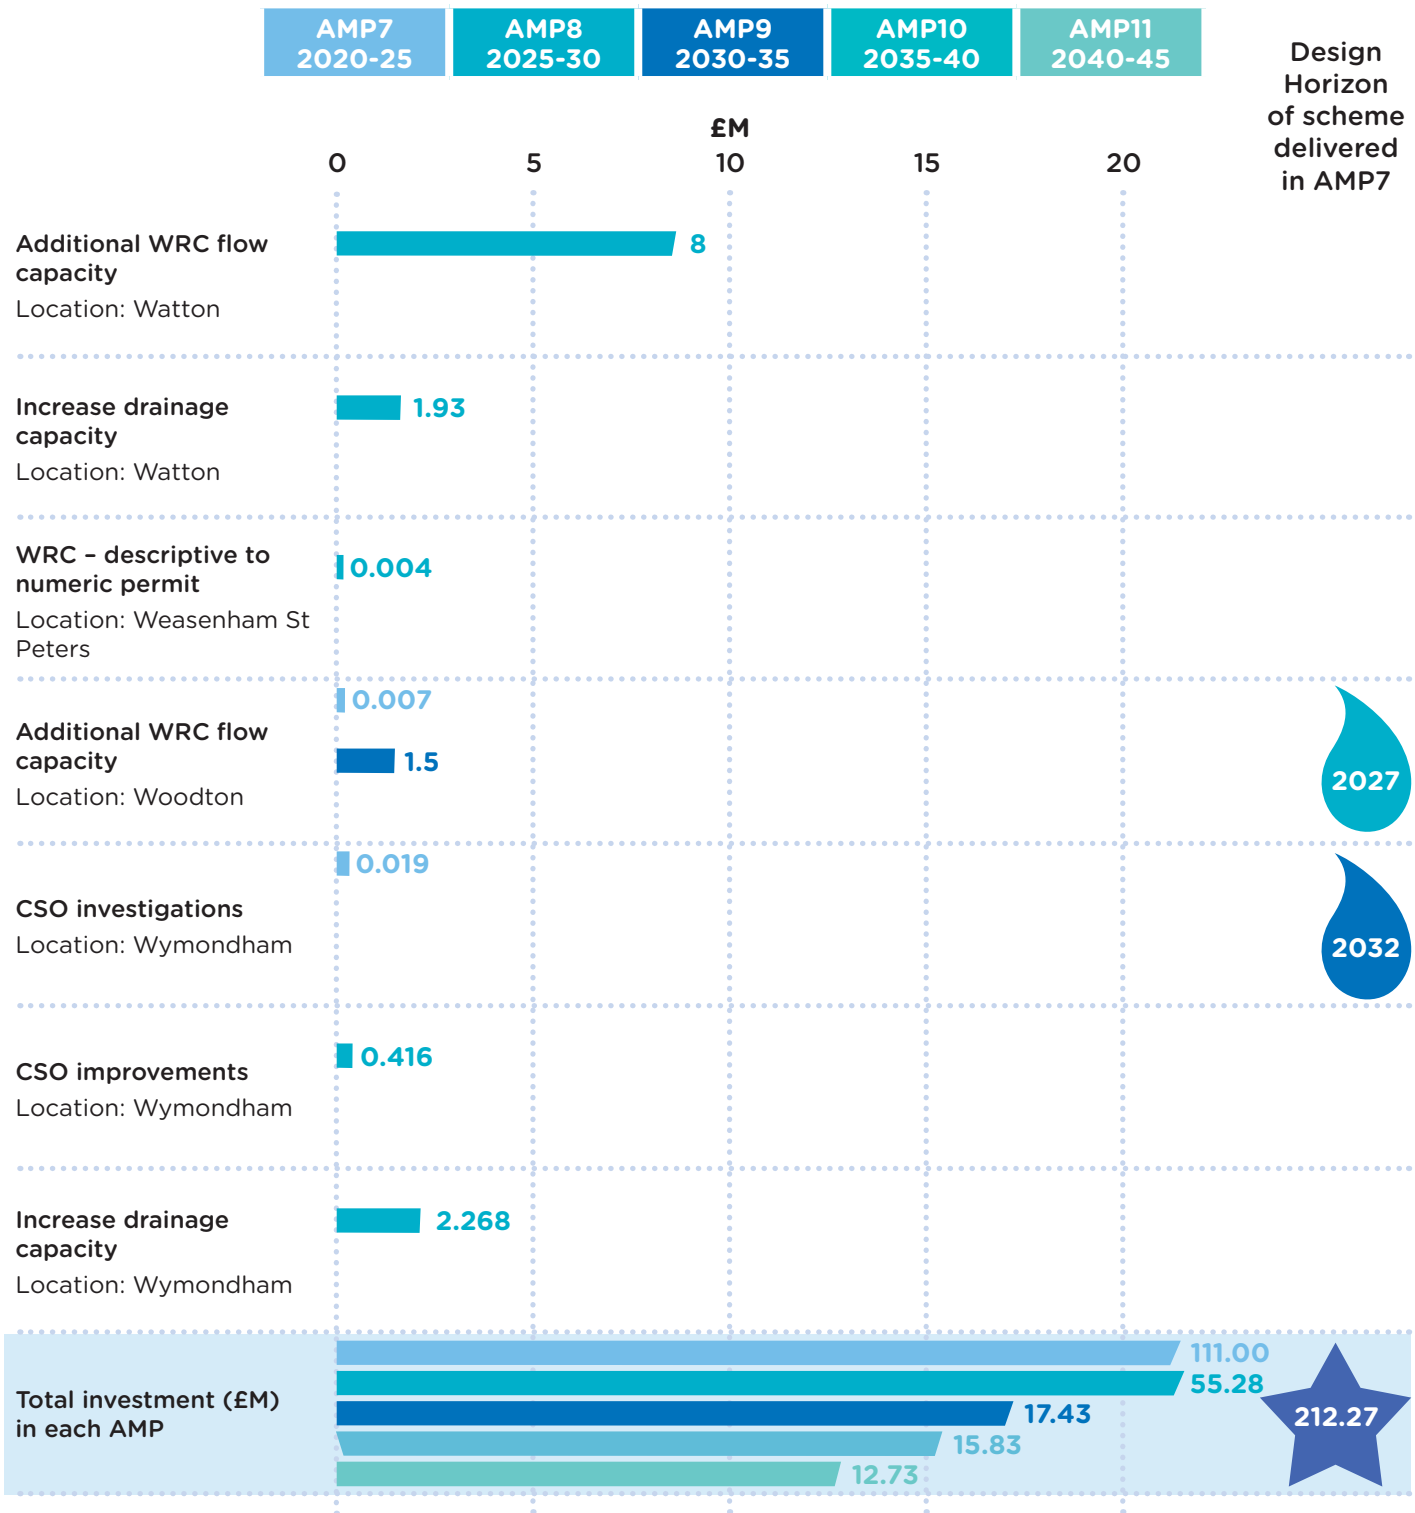 AMP7
2020-25
AMP8
2025-30
AMP9
2030-35
AMP10
2035-40
AMP11
2040-45
Design
Horizon
of scheme
delivered
in AMP7
£M
0 5 10 15 20
Additional WRC flow
capacity
Location: Watton
8
Increase drainage
capacity
Location: Watton
1.93
WRC – descriptive to
numeric permit
Location: Weasenham St
Peters
0.004
Additional WRC flow
capacity
Location: Woodton
0.007
1.5
2027
CSO investigations
Location: Wymondham
0.019
2032
CSO improvements
Location: Wymondham
0.416
Increase drainage
capacity
Location: Wymondham
2.268
Total investment (£M)
in each AMP
111.00
55.28
17.43
15.83
12.73
212.27